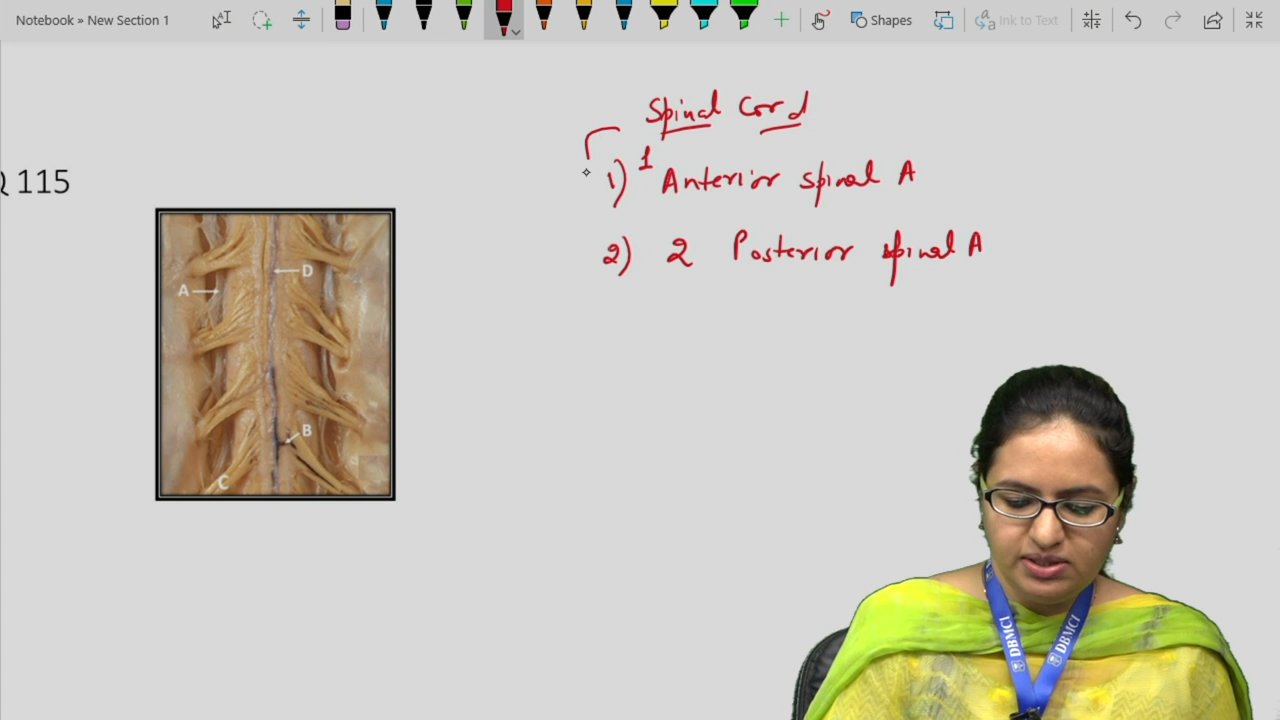 Notebook » New Section 1
Shapes
Ink to Text
Spinal Cord
1) 1 Anterior spinal A
2) 2 Posterior spinal A
Q 115
D
A
B
C
DBMCI
DBMCI